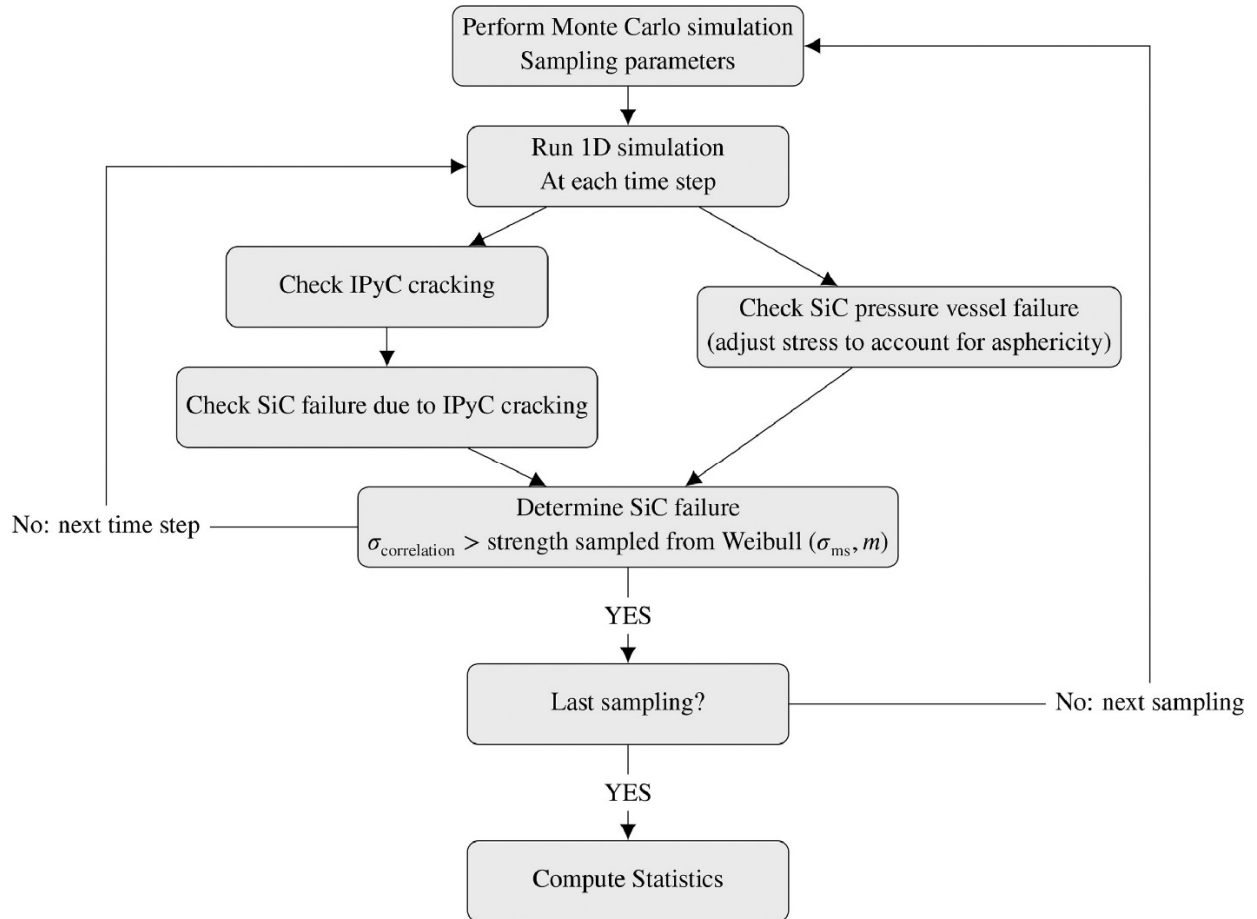 Perform Monte Carlo simulation
Sampling parameters
Run 1D simulation
At each time step
Check IPyC cracking
Check SiC pressure vessel failure
(adjust stress to account for asphericity)
Check SiC failure due to IPyC cracking
Determine SiC failure
σcorrelation > strength sampled from Weibull (σms, m)
No: next time step
YES
Last sampling?
No: next sampling
YES
Compute Statistics